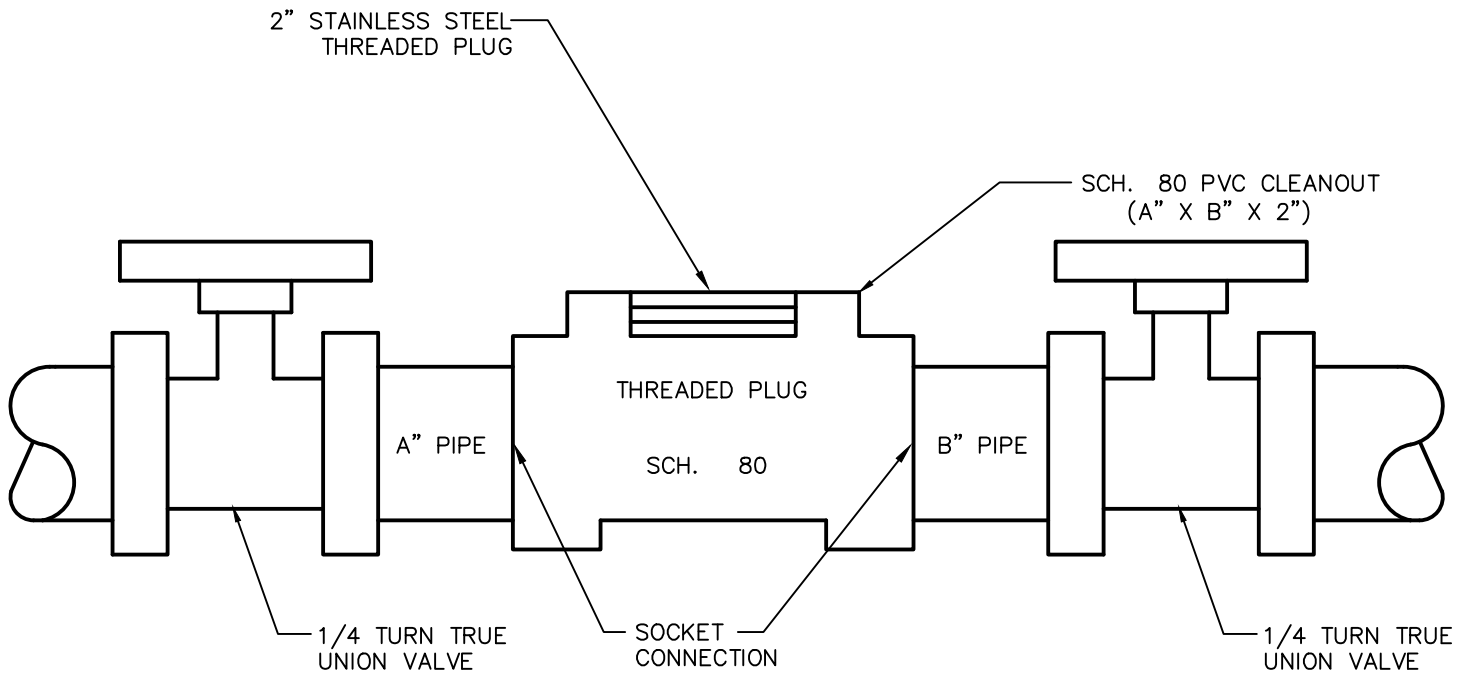 2” STAINLESS STEEL
THREADED PLUG
SCH. 80 PVC CLEANOUT
(A” X B” X 2”)
THREADED PLUG
A” PIPE
B” PIPE
SCH. 80
1/4 TURN TRUE
UNION VALVE
SOCKET
CONNECTION
1/4 TURN TRUE
UNION VALVE